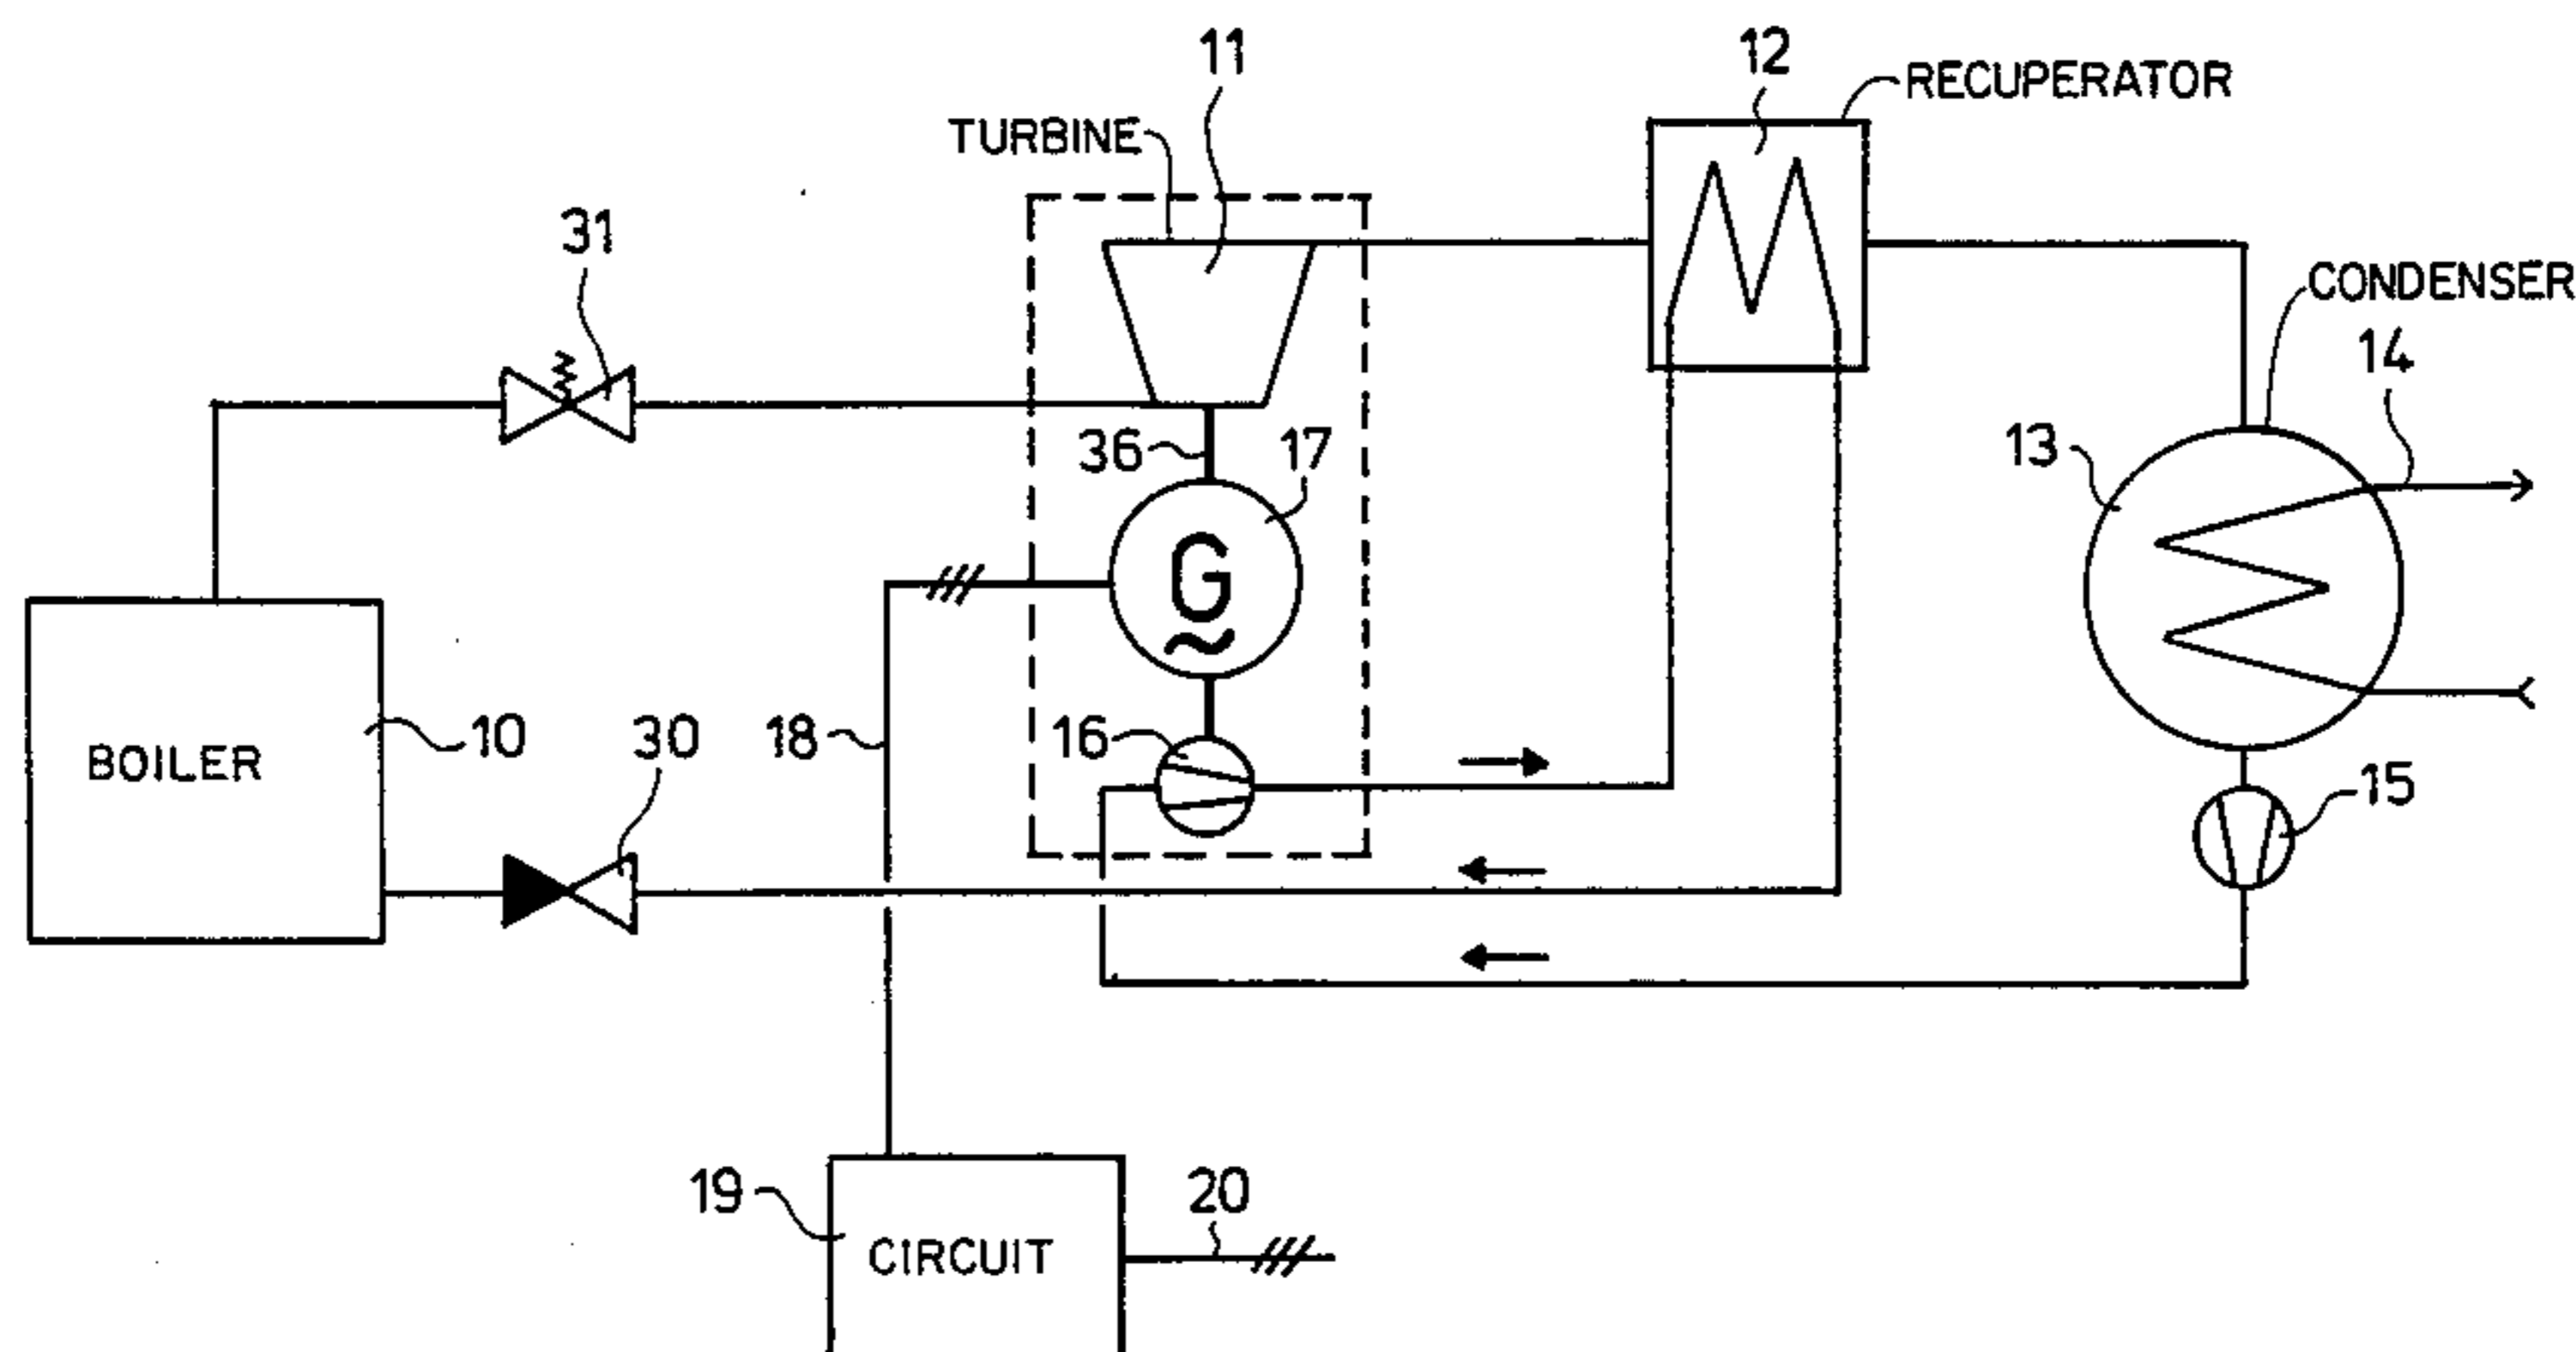 11
12
RECUPERATOR
TURBINE
31
CONDENSER
14
36
17
13
G
~
BOILER
10
30
18
16
15
19
CIRCUIT
20